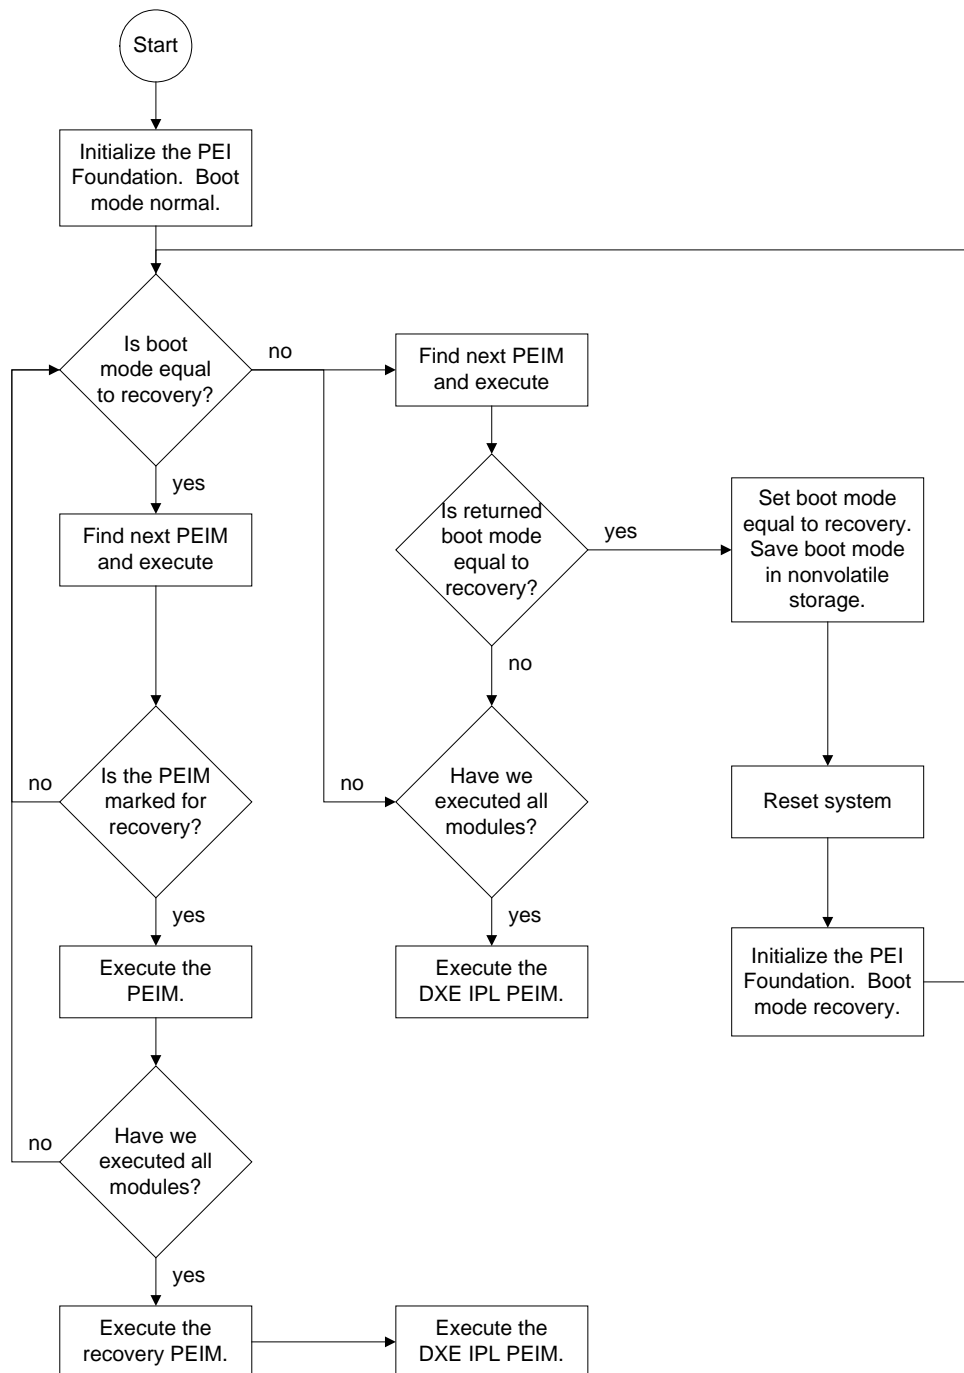 Start
Initialize the PEI
Foundation.  Boot
mode normal.
Is boot
mode equal
to recovery?
no
Find next PEIM
and execute
yes
Find next PEIM
and execute
Is returned
boot mode
equal to
recovery?
yes
Set boot mode
equal to recovery.
Save boot mode
in nonvolatile
storage.
no
no
Is the PEIM
marked for
recovery?
no
Have we
executed all
modules?
Reset system
yes
yes
Execute the
PEIM.
Execute the
DXE IPL PEIM.
Initialize the PEI
Foundation.  Boot
mode recovery.
no
Have we
executed all
modules?
yes
Execute the
recovery PEIM.
Execute the
DXE IPL PEIM.